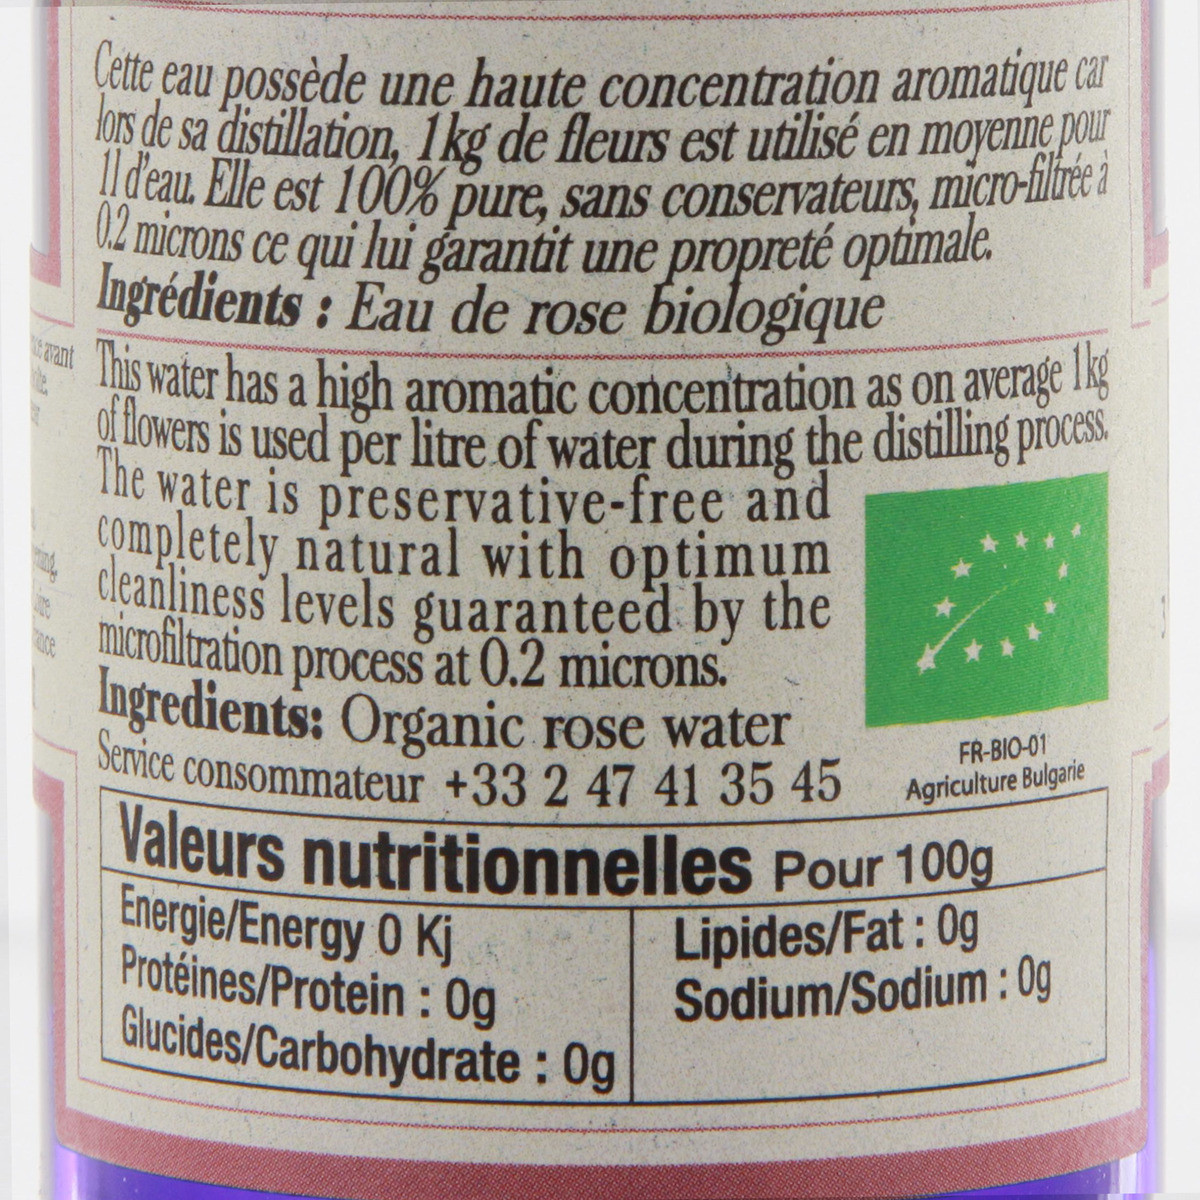 Cette eau possède une haute concentration aromatique car
lors de sa distillation, 1kg de fleurs est utilisé en moyenne pour
1l d'eau. Elle est 100% pure, sans conservateurs, micro-filtrée à
0.2 microns ce qui lui garantit une propreté optimale.
Ingrédients : Eau de rose biologique
avant
This water has a high aromatic concentration as on average 1kg
of flowers is used per litre of water during the distilling process.
The water is preservative-free and
completely natural with optimum
cleanliness levels guaranteed by the
microfiltration process at 0.2 microns.
Ingredients: Organic rose water
Service consommateur +33 2 47 41 35 45
FR-BIO-01
Agriculture Bulgarie
Valeurs nutritionnelles Pour 100g
Energie/Energy 0 Kj
Protéines/Protein : 0g
Glucides/Carbohydrate : 0g
Lipides/Fat : 0g
Sodium/Sodium : 0g